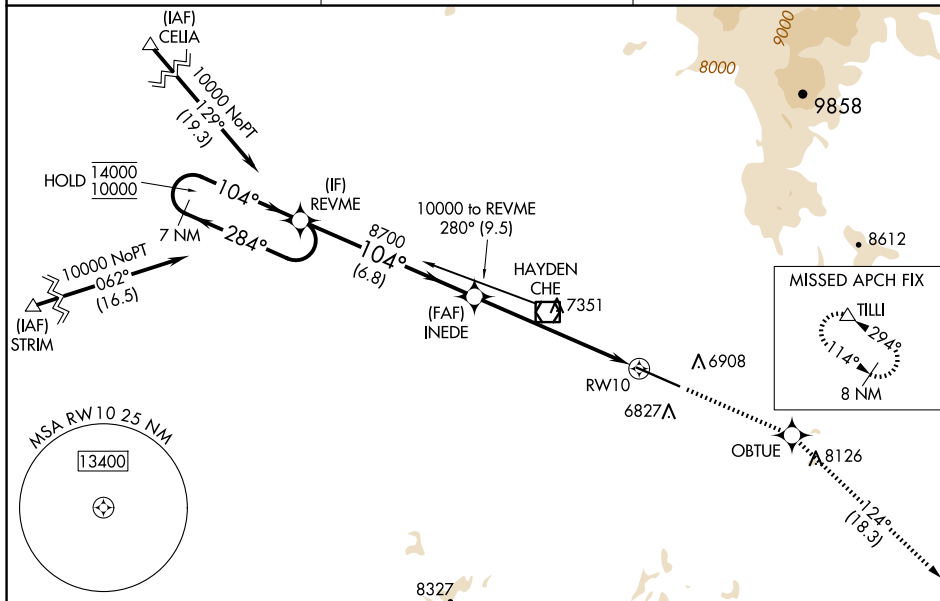 (IAF)
CELIA
10000 NoPT
129°
(19.3)
8000
9000
9858
HOLD 14000
10000
104°
7 NM
284°
(IF)
REVME
8700
104°
(6.8)
10000 to REVME
280° (9.5)
8612
10000 NoPT
062°
(16.5)
(IAF)
STRIM
(FAF)
INEDE
HAYDEN
CHE
7351
MISSED APCH FIX
TILLI
294°
114°
8 NM
RW10
6908
6827
OBTUE
8126
124°
(18.3)
MSA RW10 25 NM
13400
8327